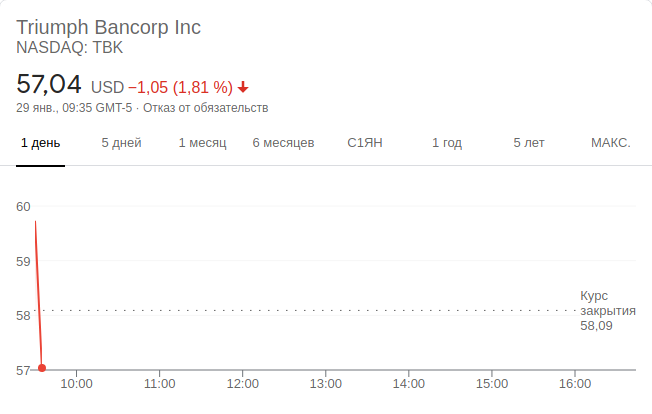 Triumph Bancorp Inc
NASDAQ: TBK
57,04 USD −1,05 (1,81 %)
29 янв., 09:35 GMT-5 · Отказ от обязательств
1 день 5 дней 1 месяц 6 месяцев С1ЯН 1 год 5 лет МАКС.
60
59
58
57
Курс
закрытия
58,09
10:00 11:00 12:00 13:00 14:00 15:00 16:00